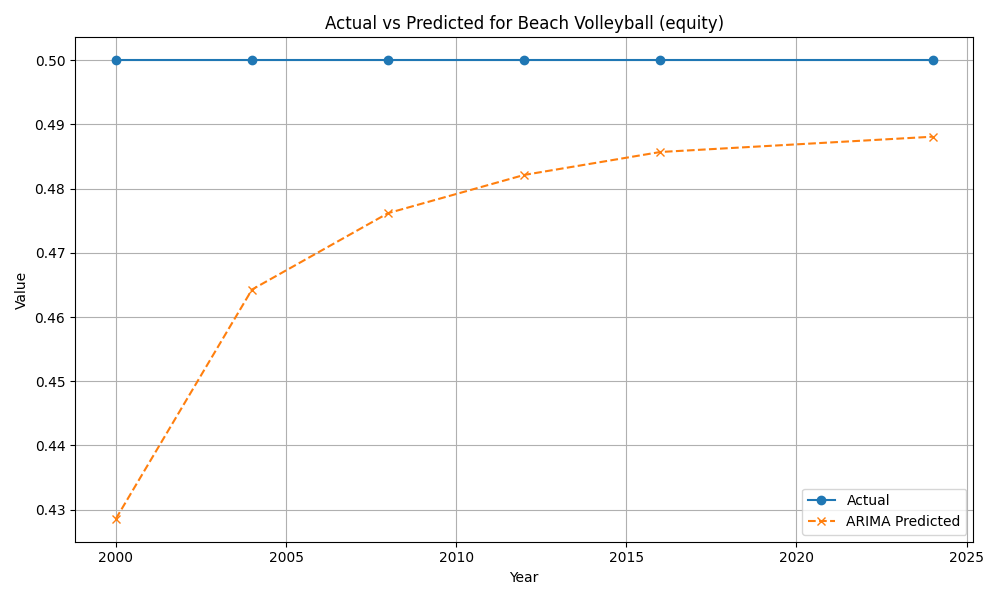 Actual vs Predicted for Beach Volleyball (equity)
0.50
0.49
0.48
0.47
0.46
0.45
0.44
0.43
Value
2000 2005 2010 2015 2020 2025
Year
Actual
ARIMA Predicted